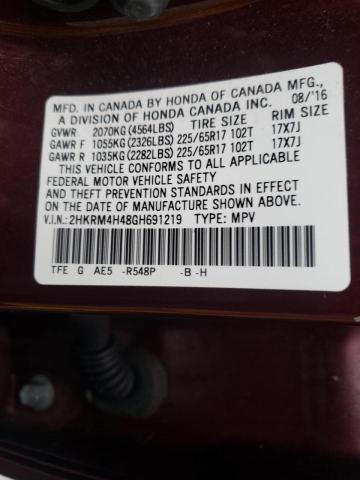 MFD. IN CANADA BY HONDA OF CANADA MFG.,
A DIVISION OF HONDA CANADA INC. 08/'16
GVWR 2070KG(4564LBS) TIRE SIZE RIM SIZE
GAWR F 1055KG(2326LBS) 225/65R17 102T 17X7J
GAWR R 1035KG(2282LBS) 225/65R17 102T 17X7J
THIS VEHICLE CONFORMS TO ALL APPLICABLE
FEDERAL MOTOR VEHICLE SAFETY, BUMPER,
AND THEFT PREVENTION STANDARDS IN EFFECT
ON THE DATE OF MANUFACTURE SHOWN ABOVE.
V.I.N.: 2HKRM4H48GH691219 TYPE: MPV
TFE G AE5 -R548P -B -H